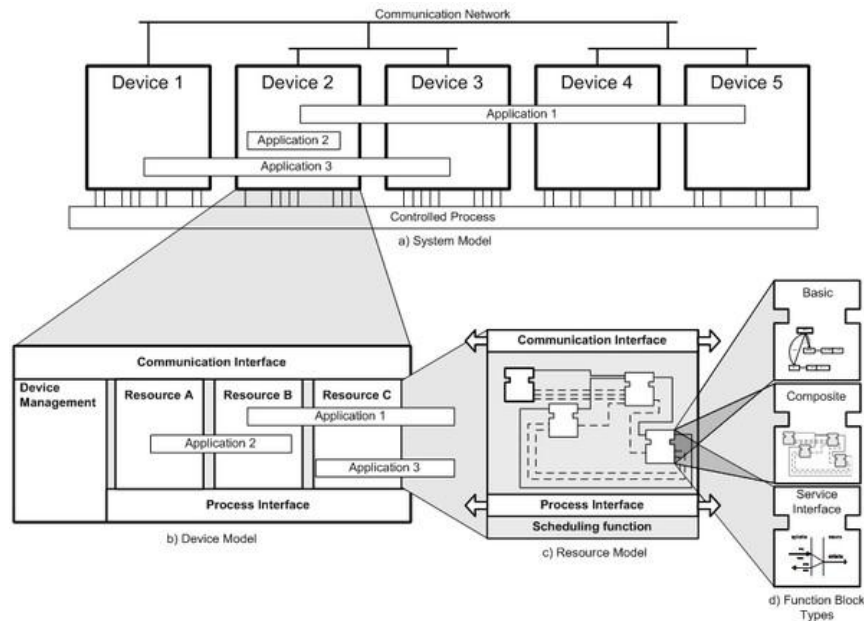 Communication Network
Device 1
Device 2
Device 3
Device 4
Device 5
Application 1
Application 2
Application 3
Controlled Process
a) System Model
Communication Interface
Device
Management
Resource A
Resource B
Resource C
Application 1
Application 2
Application 3
Process Interface
b) Device Model
Communication Interface
Process Interface
Scheduling function
c) Resource Model
Basic
Composite
Service
Interface
d) Function Block
Types